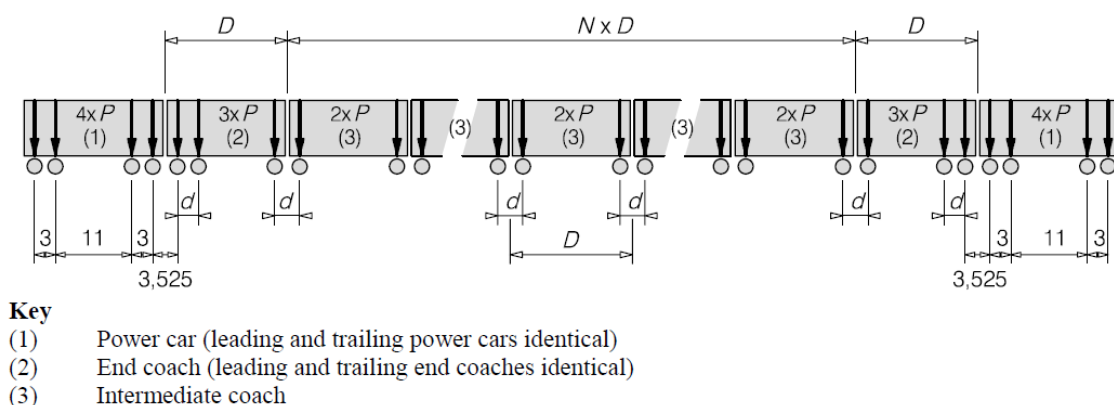 D N x D D
4x P 3x P 2x P 2x P 2x P 3x P 4x P
(1) (2) (3) (3) (3) (3) (3) (2) (1)
d d d d d d
3 11 3 D 3 11 3
3,525 3,525
Key
(1) Power car (leading and trailing power cars identical)
(2) End coach (leading and trailing end coaches identical)
(3) Intermediate coach